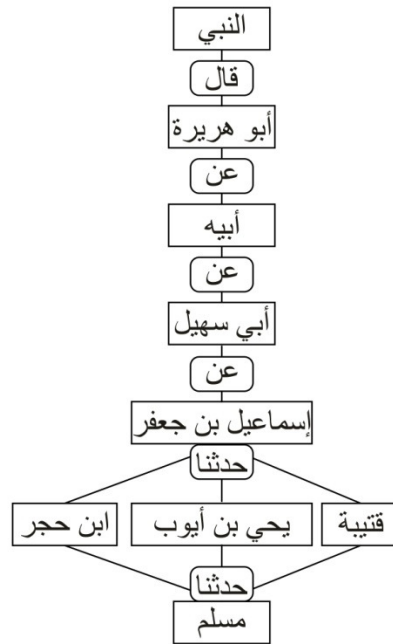 النبي
قال
أبو هريرة
عن
أبيه
عن
أبي سهيل
عن
إسماعيل بن جعفر
حدثنا
قتيبة
يحي بن أيوب
ابن حجر
حدثنا
مسلم